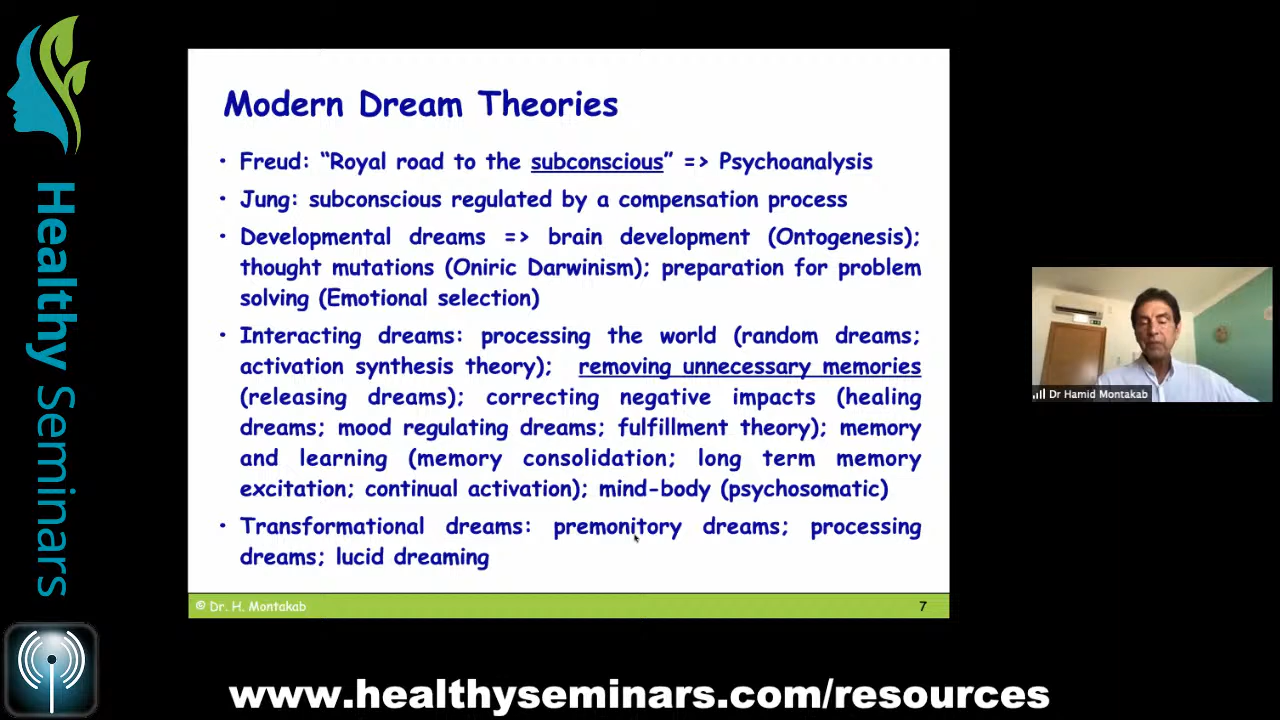 Healthy Seminars
Modern Dream Theories
• Freud: “Royal road to the subconscious” => Psychoanalysis
• Jung: subconscious regulated by a compensation process
• Developmental dreams => brain development (Ontogenesis);
thought mutations (Oniric Darwinism); preparation for problem
solving (Emotional selection)
• Interacting dreams: processing the world (random dreams;
activation synthesis theory); removing unnecessary memories
(releasing dreams); correcting negative impacts (healing
dreams; mood regulating dreams; fulfillment theory); memory
and learning (memory consolidation; long term memory
excitation; continual activation); mind-body (psychosomatic)
• Transformational dreams: premonitory dreams; processing
dreams; lucid dreaming
© Dr. H. Montakab
7
Dr Hamid Montakab
www.healthyseminars.com/resources